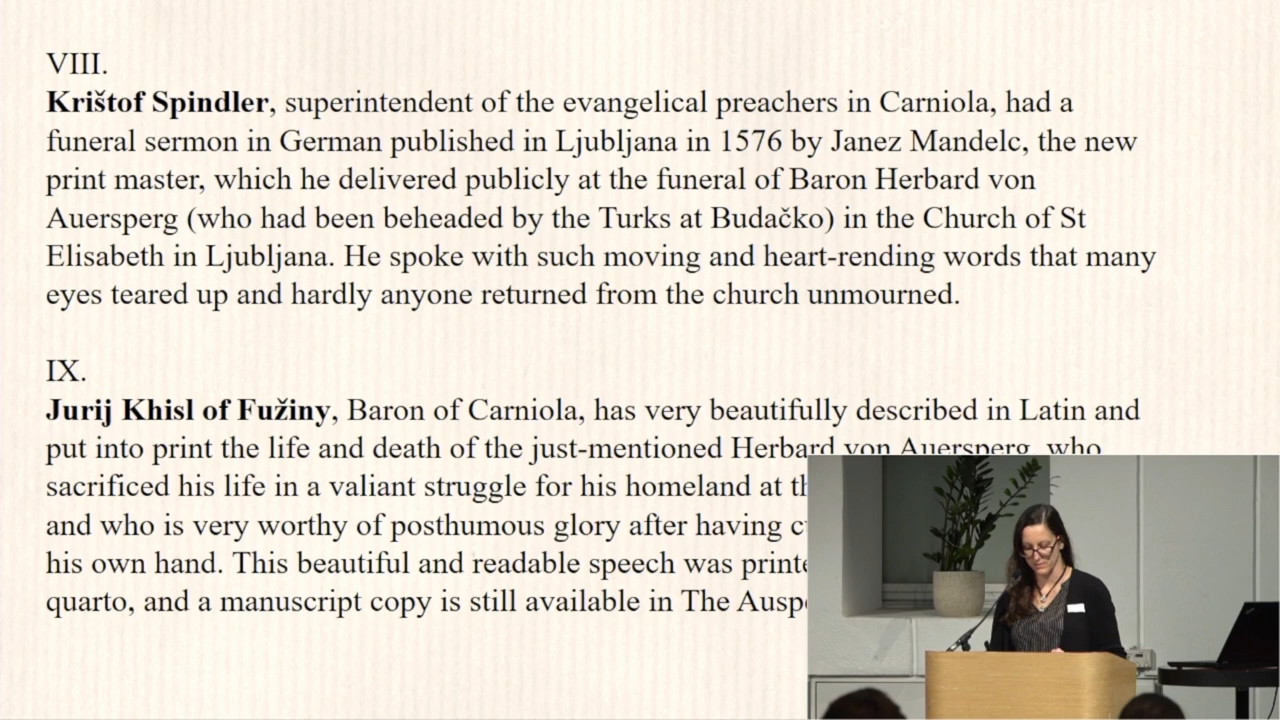 VIII.
Krištof Spindler, superintendent of the evangelical preachers in Carniola, had a
funeral sermon in German published in Ljubljana in 1576 by Janez Mandelc, the new
print master, which he delivered publicly at the funeral of Baron Herbard von
Auersperg (who had been beheaded by the Turks at Budačko) in the Church of St
Elisabeth in Ljubljana. He spoke with such moving and heart-rending words that many
eyes teared up and hardly anyone returned from the church unmourned.
IX.
Jurij Khisl of Fužiny, Baron of Carniola, has very beautifully described in Latin and
put into print the life and death of the just-mentioned Herbard von Auersperg, who
sacrificed his life in a valiant struggle for his homeland at
and who is very worthy of posthumous glory after having
his own hand. This beautiful and readable speech was
quarto, and a manuscript copy is still available in The